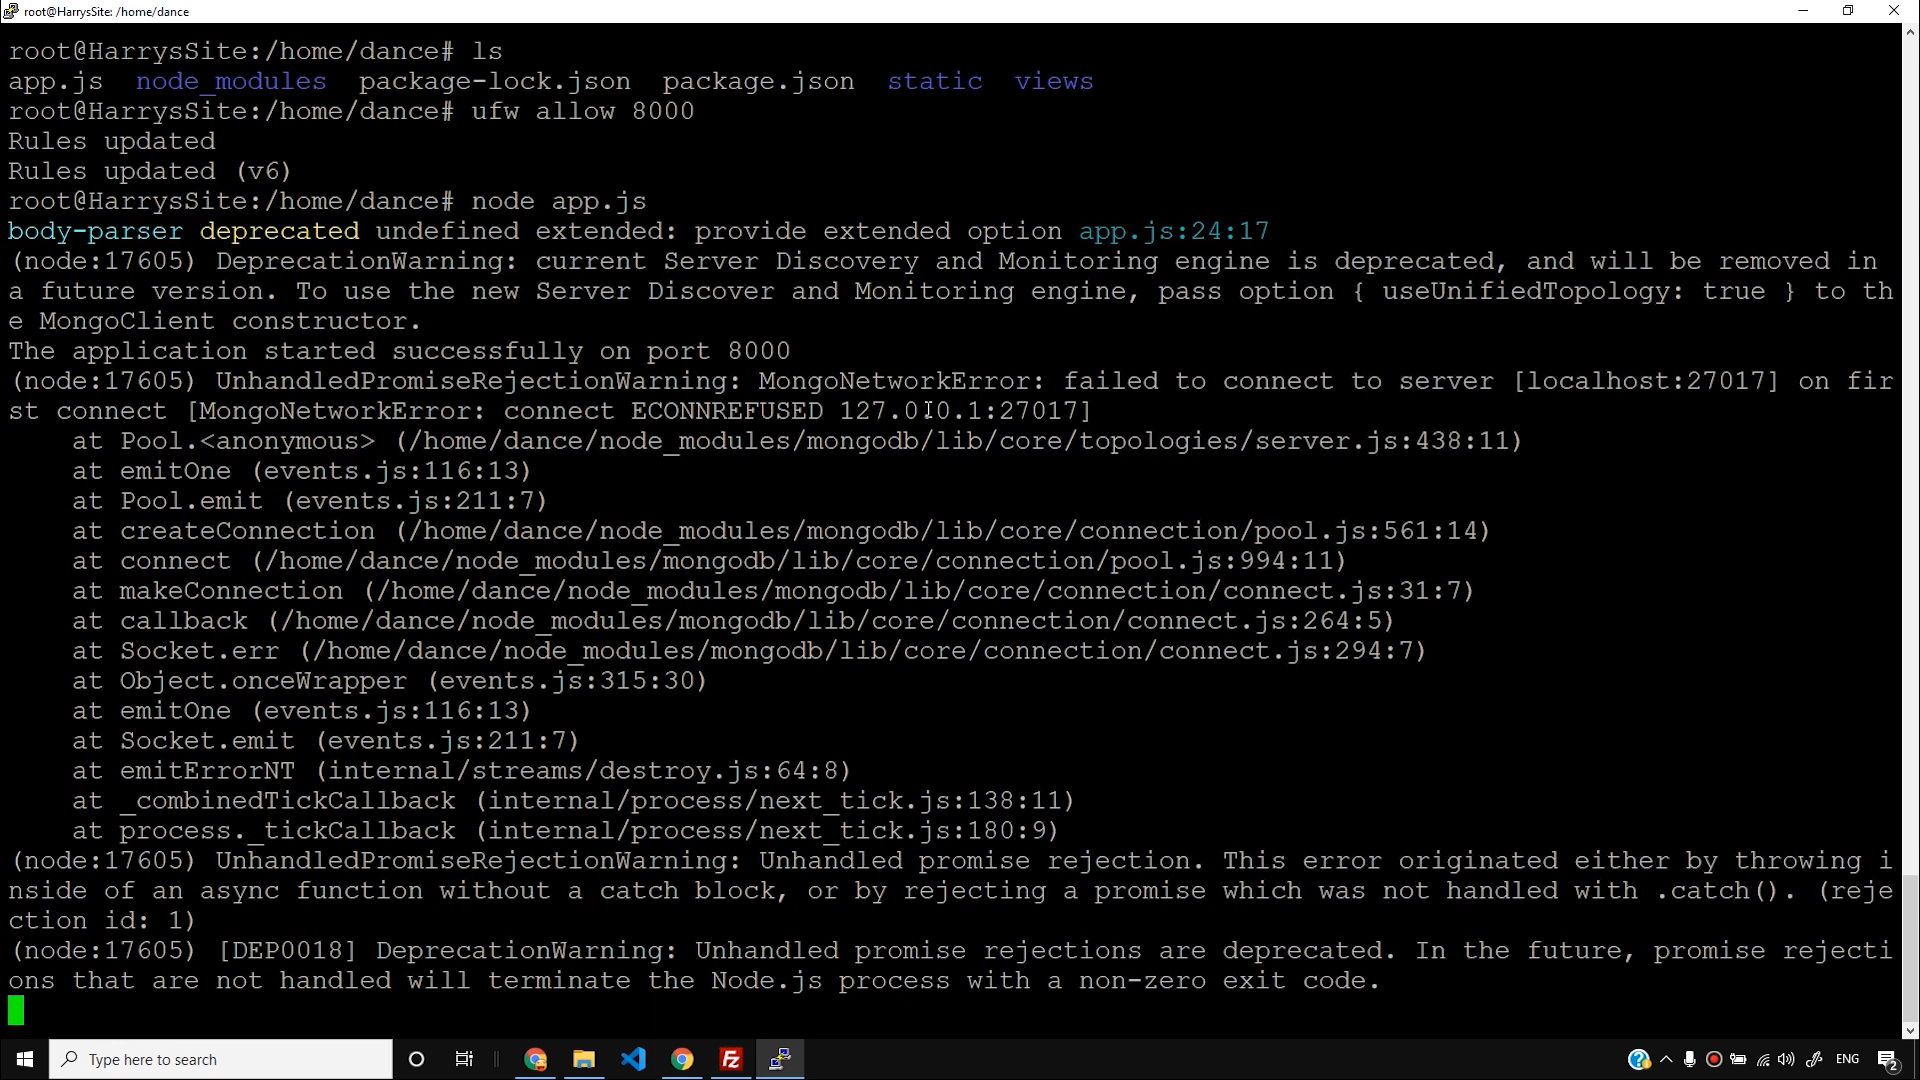 root@HarrysSite: /home/dance
root@HarrysSite:/home/dance# ls
app.js  node_modules  package-lock.json  package.json  static  views
root@HarrysSite:/home/dance# ufw allow 8000
Rules updated
Rules updated (v6)
root@HarrysSite:/home/dance# node app.js
body-parser deprecated undefined extended: provide extended option app.js:24:17
(node:17605) DeprecationWarning: current Server Discovery and Monitoring engine is deprecated, and will be removed in
a future version. To use the new Server Discover and Monitoring engine, pass option { useUnifiedTopology: true } to th
e MongoClient constructor.
The application started successfully on port 8000
(node:17605) UnhandledPromiseRejectionWarning: MongoNetworkError: failed to connect to server [localhost:27017] on fir
st connect [MongoNetworkError: connect ECONNREFUSED 127.0.0.1:27017]
    at Pool.<anonymous> (/home/dance/node_modules/mongodb/lib/core/topologies/server.js:438:11)
    at emitOne (events.js:116:13)
    at Pool.emit (events.js:211:7)
    at createConnection (/home/dance/node_modules/mongodb/lib/core/connection/pool.js:561:14)
    at connect (/home/dance/node_modules/mongodb/lib/core/connection/pool.js:994:11)
    at makeConnection (/home/dance/node_modules/mongodb/lib/core/connection/connect.js:31:7)
    at callback (/home/dance/node_modules/mongodb/lib/core/connection/connect.js:264:5)
    at Socket.err (/home/dance/node_modules/mongodb/lib/core/connection/connect.js:294:7)
    at Object.onceWrapper (events.js:315:30)
    at emitOne (events.js:116:13)
    at Socket.emit (events.js:211:7)
    at emitErrorNT (internal/streams/destroy.js:64:8)
    at _combinedTickCallback (internal/process/next_tick.js:138:11)
    at process._tickCallback (internal/process/next_tick.js:180:9)
(node:17605) UnhandledPromiseRejectionWarning: Unhandled promise rejection. This error originated either by throwing i
nside of an async function without a catch block, or by rejecting a promise which was not handled with .catch(). (reje
ction id: 1)
(node:17605) [DEP0018] DeprecationWarning: Unhandled promise rejections are deprecated. In the future, promise rejecti
ons that are not handled will terminate the Node.js process with a non-zero exit code.
Type here to search
ENG
2